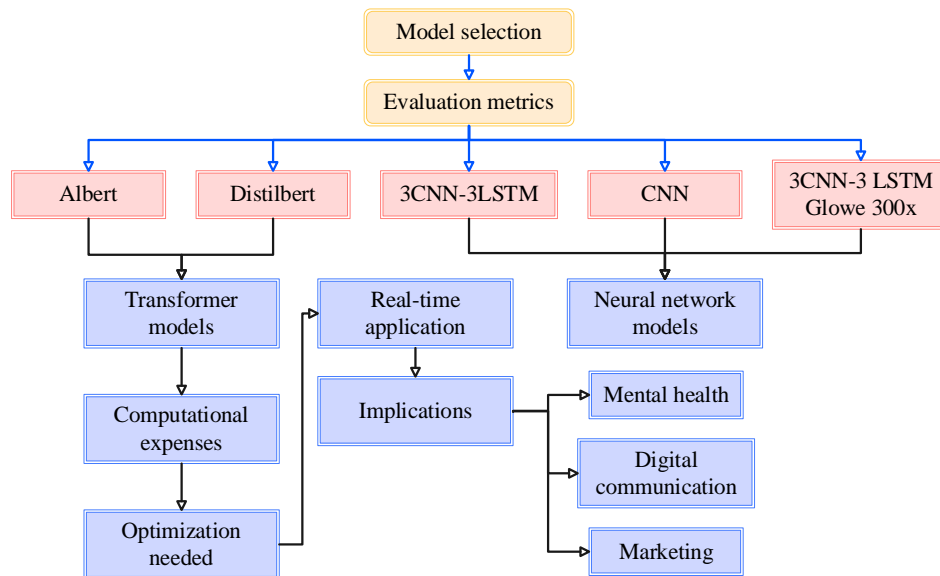 Model selection
Evaluation metrics
Albert
Distilbert
3CNN-3LSTM
CNN
3CNN-3 LSTM
Glowe 300x
Transformer
models
Real-time
application
Neural network
models
Computational
expenses
Implications
Mental health
Digital
communication
Optimization
needed
Marketing